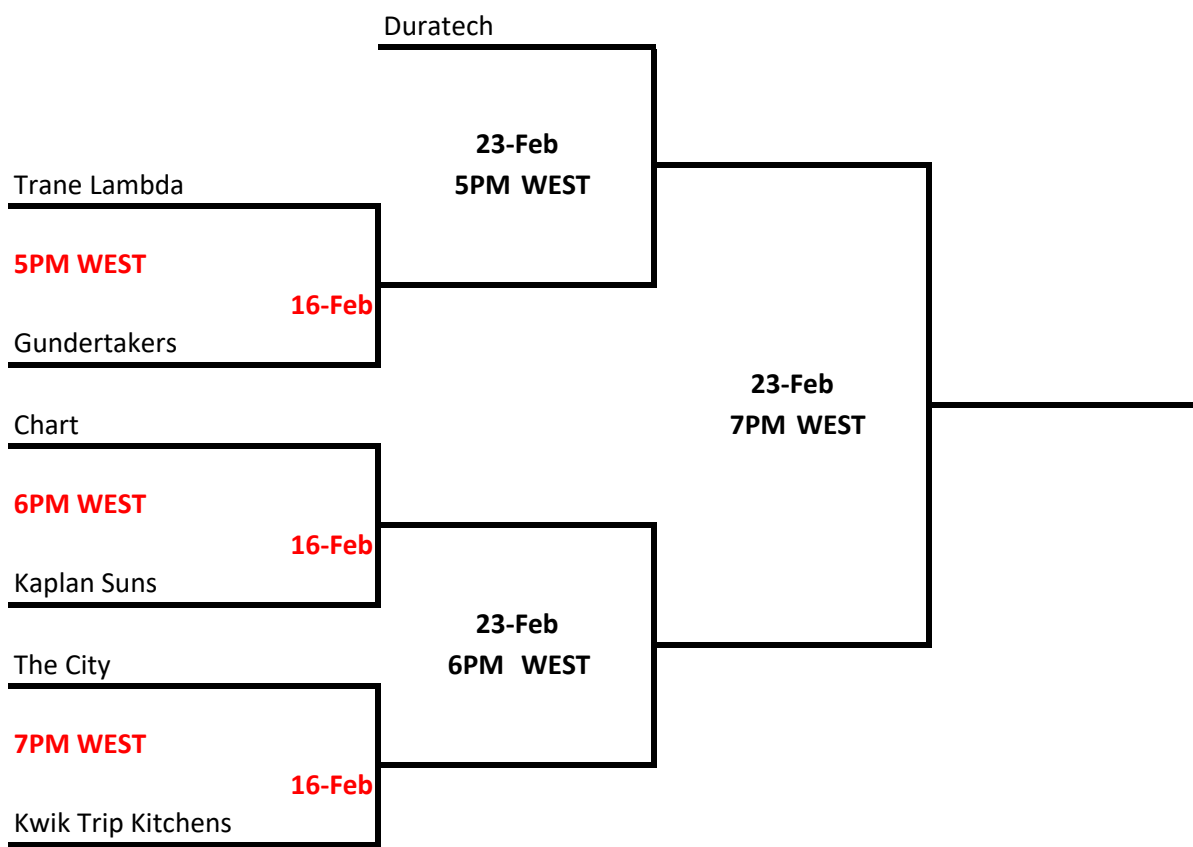 Duratech
23-Feb
5PM WEST
Trane Lambda
5PM WEST
16-Feb
Gundertakers
23-Feb
7PM WEST
Chart
6PM WEST
16-Feb
Kaplan Suns
23-Feb
6PM WEST
The City
7PM WEST
16-Feb
Kwik Trip Kitchens